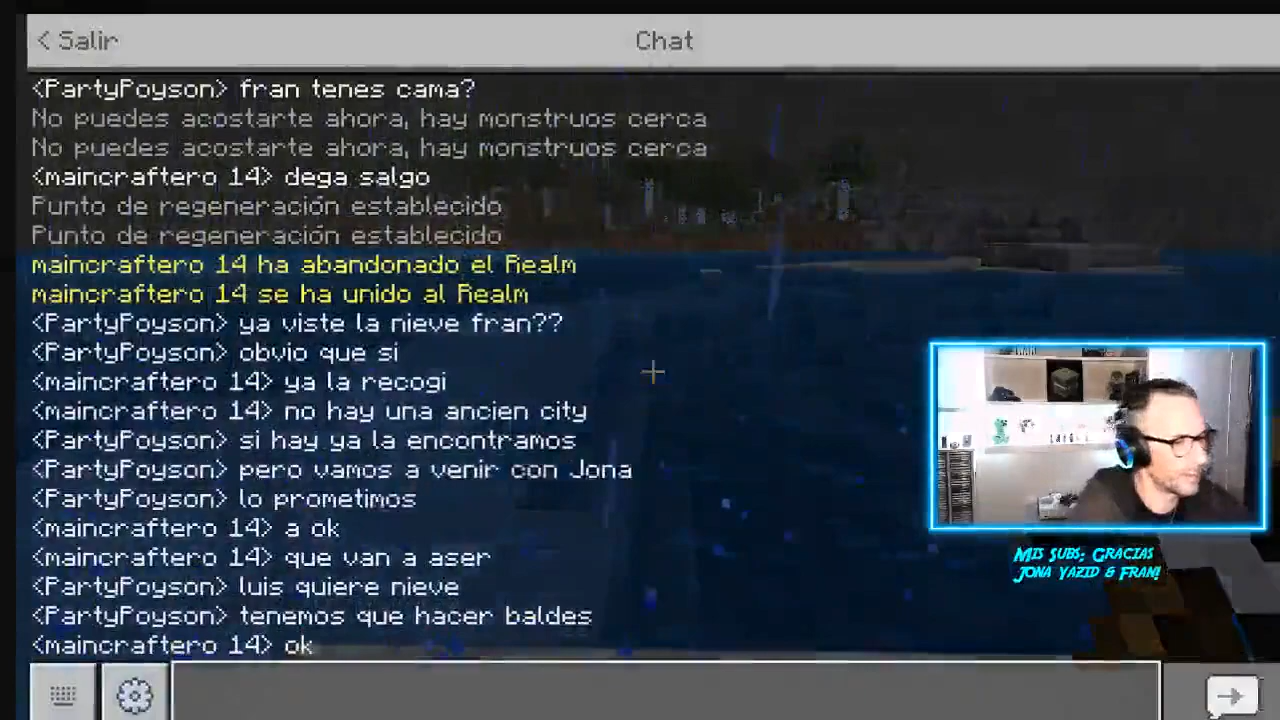 < Salir
Chat
<PartyPoyson> fran tenes cama?
No puedes acostarte ahora, hay monstruos cerca
No puedes acostarte ahora, hay monstruos cerca
<maincraftero 14> dega salgo
Punto de regeneración establecido
Punto de regeneración establecido
maincraftero 14 ha abandonado el Realm
maincraftero 14 se ha unido al Realm
<PartyPoyson> ya viste la nieve fran??
<PartyPoyson> obvio que si
<maincraftero 14> ya la recogi
<maincraftero 14> no hay una ancien city
<PartyPoyson> si hay ya la encontramos
<PartyPoyson> pero vamos a venir con Jona
<PartyPoyson> lo prometimos
<maincraftero 14> a ok
<maincraftero 14> que van a aser
<PartyPoyson> luis quiere nieve
<PartyPoyson> tenemos que hacer baldes
<maincraftero 14> ok
Mis subs: Gracias
Jona Yazid & Fran!